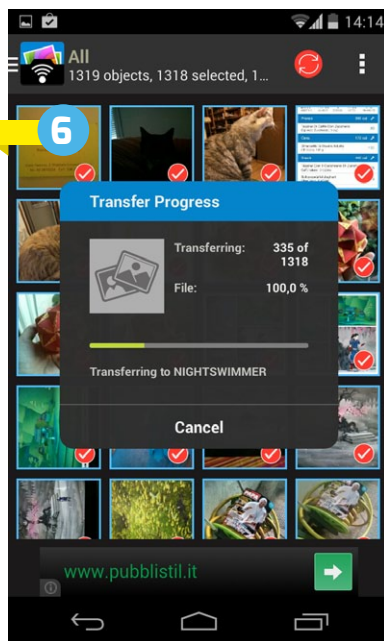 14:14
All
1319 objects, 1318 selected, 1...
6
Transfer Progress
Transferring: 335 of
1318
File: 100,0 %
Transferring to NIGHTSWIMMER
Cancel
www.pubblistil.it